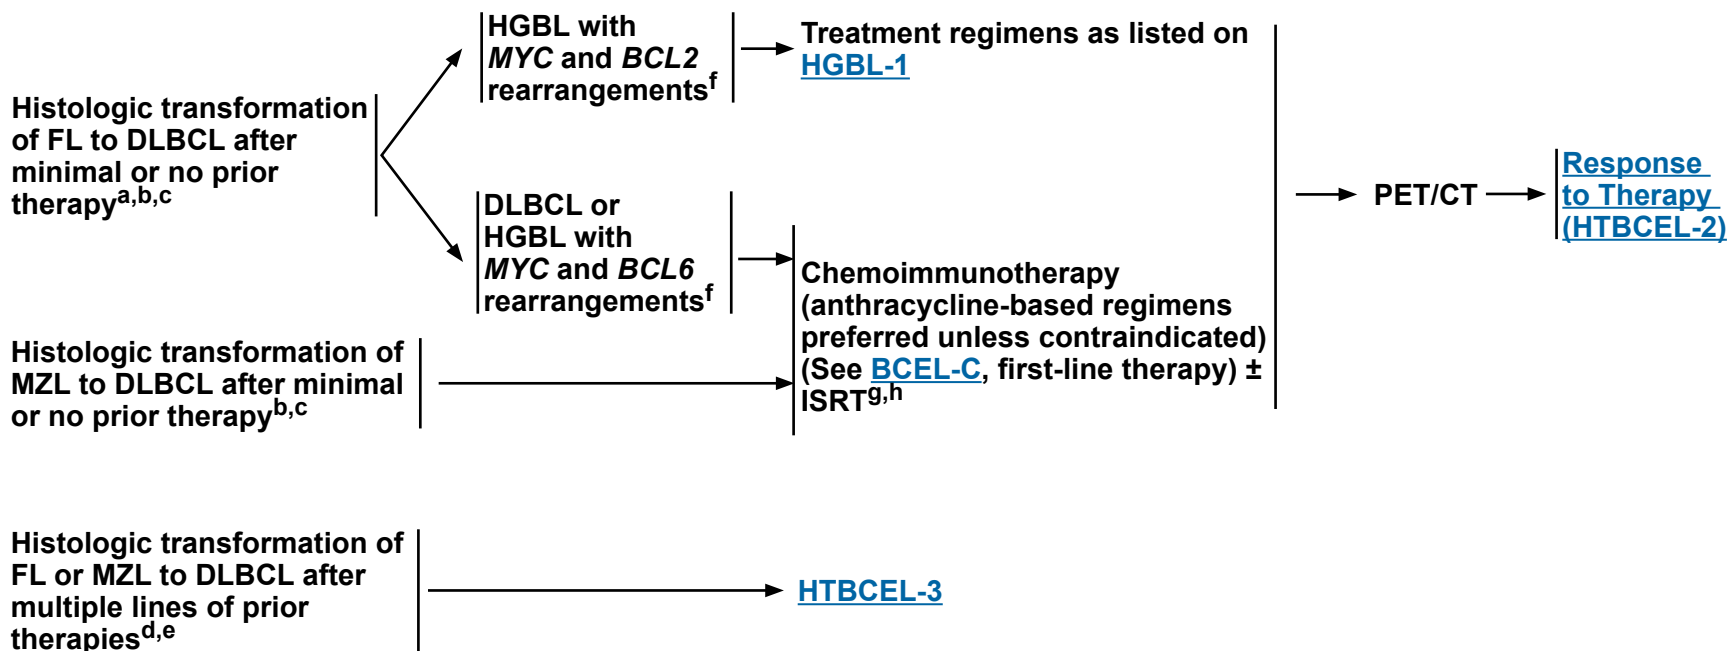 Histologic transformation
of FL to DLBCL after
minimal or no prior
therapya,b,c
HGBL with
MYC and BCL2
rearrangementsf
Treatment regimens as listed on
HGBL-1
DLBCL or
HGBL with
MYC and BCL6
rearrangementsf
Histologic transformation of
MZL to DLBCL after minimal
or no prior therapyb,c
Chemoimmunotherapy
(anthracycline-based regimens
preferred unless contraindicated)
(See BCEL-C, first-line therapy) ±
ISRTg,h
PET/CT
Response
to Therapy
(HTBCEL-2)
Histologic transformation of
FL or MZL to DLBCL after
multiple lines of prior
therapiesd,e
HTBCEL-3